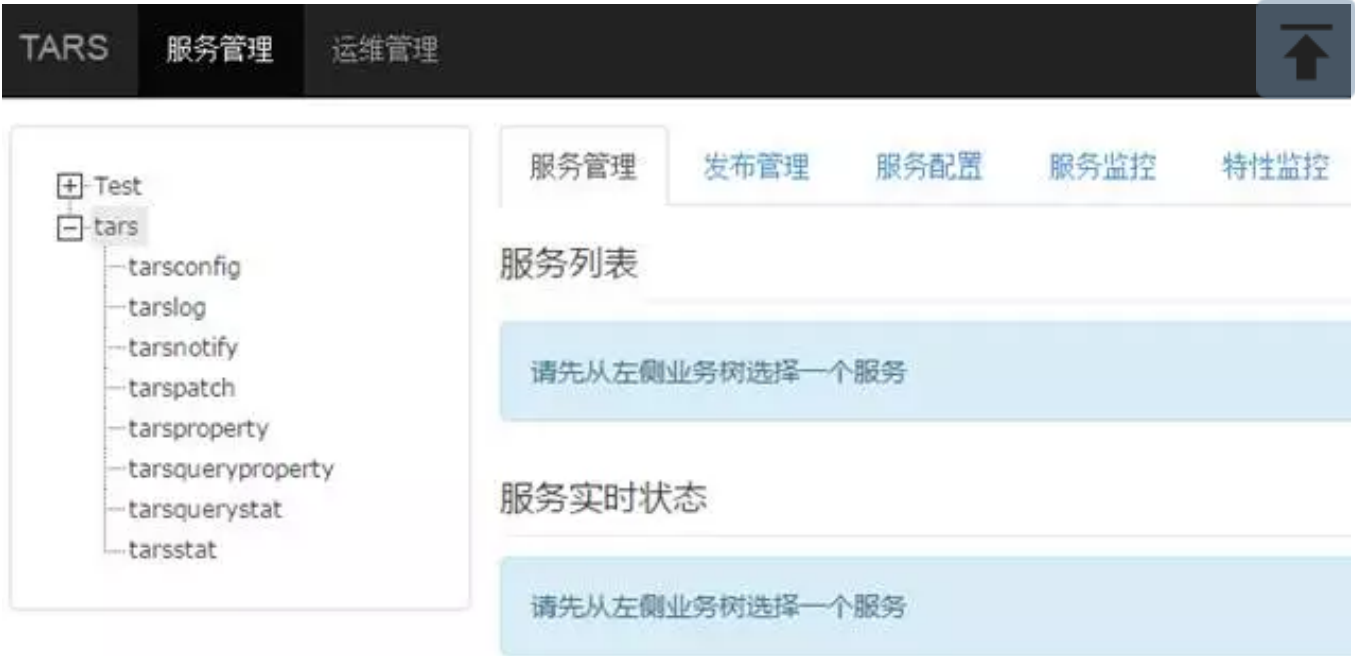 TARS 服务管理 运维管理
Test
tars
tarsconfig
tarslog
tarsnotify
tarspatch
tarsproperty
tarsqueryproperty
tarsquerystat
tarsstat
服务管理 发布管理 服务配置 服务监控 特性监控
服务列表
请先从左侧业务树选择一个服务
服务实时状态
请先从左侧业务树选择一个服务